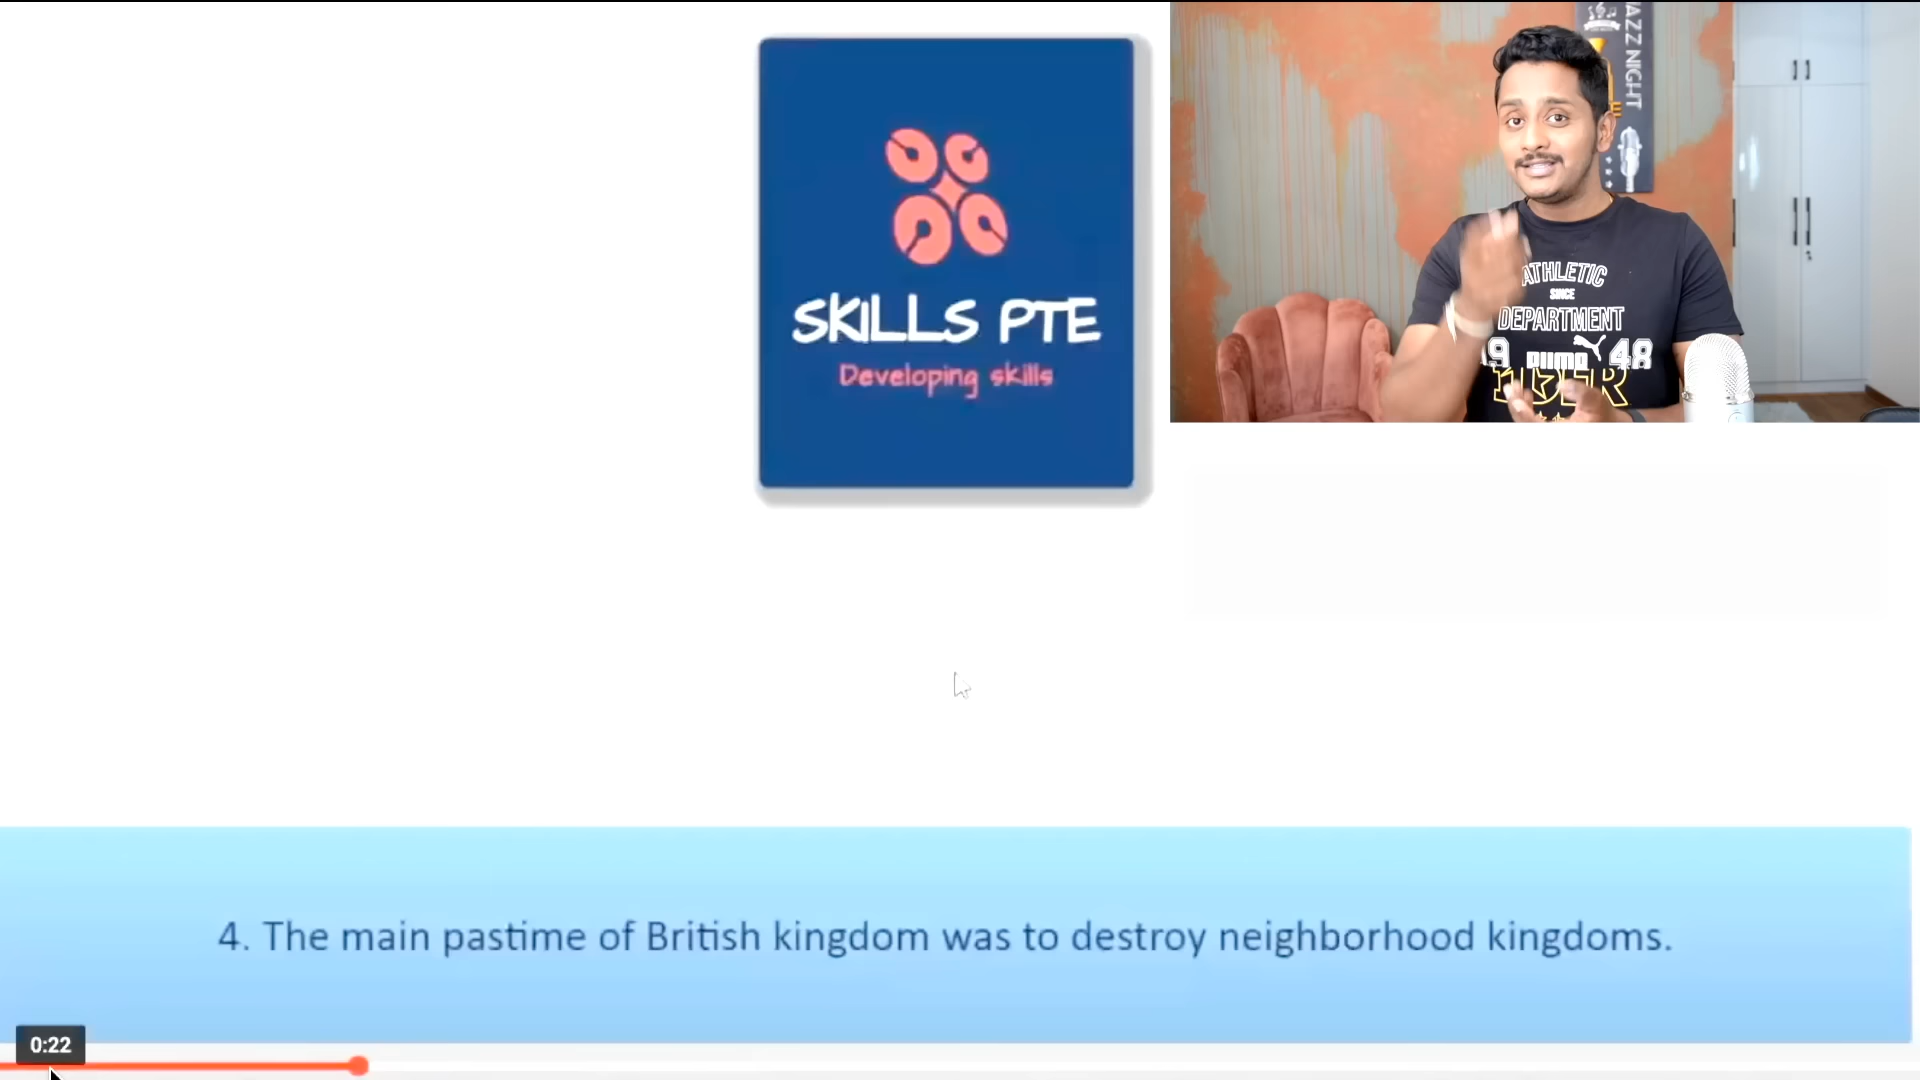 SKILLS PTE
Developing skills
JAZZ NIGHT
ATHLETIC
SINCE
DEPARTMENT
48
PUMA
4. The main pastime of British kingdom was to destroy neighborhood kingdoms.
0:22